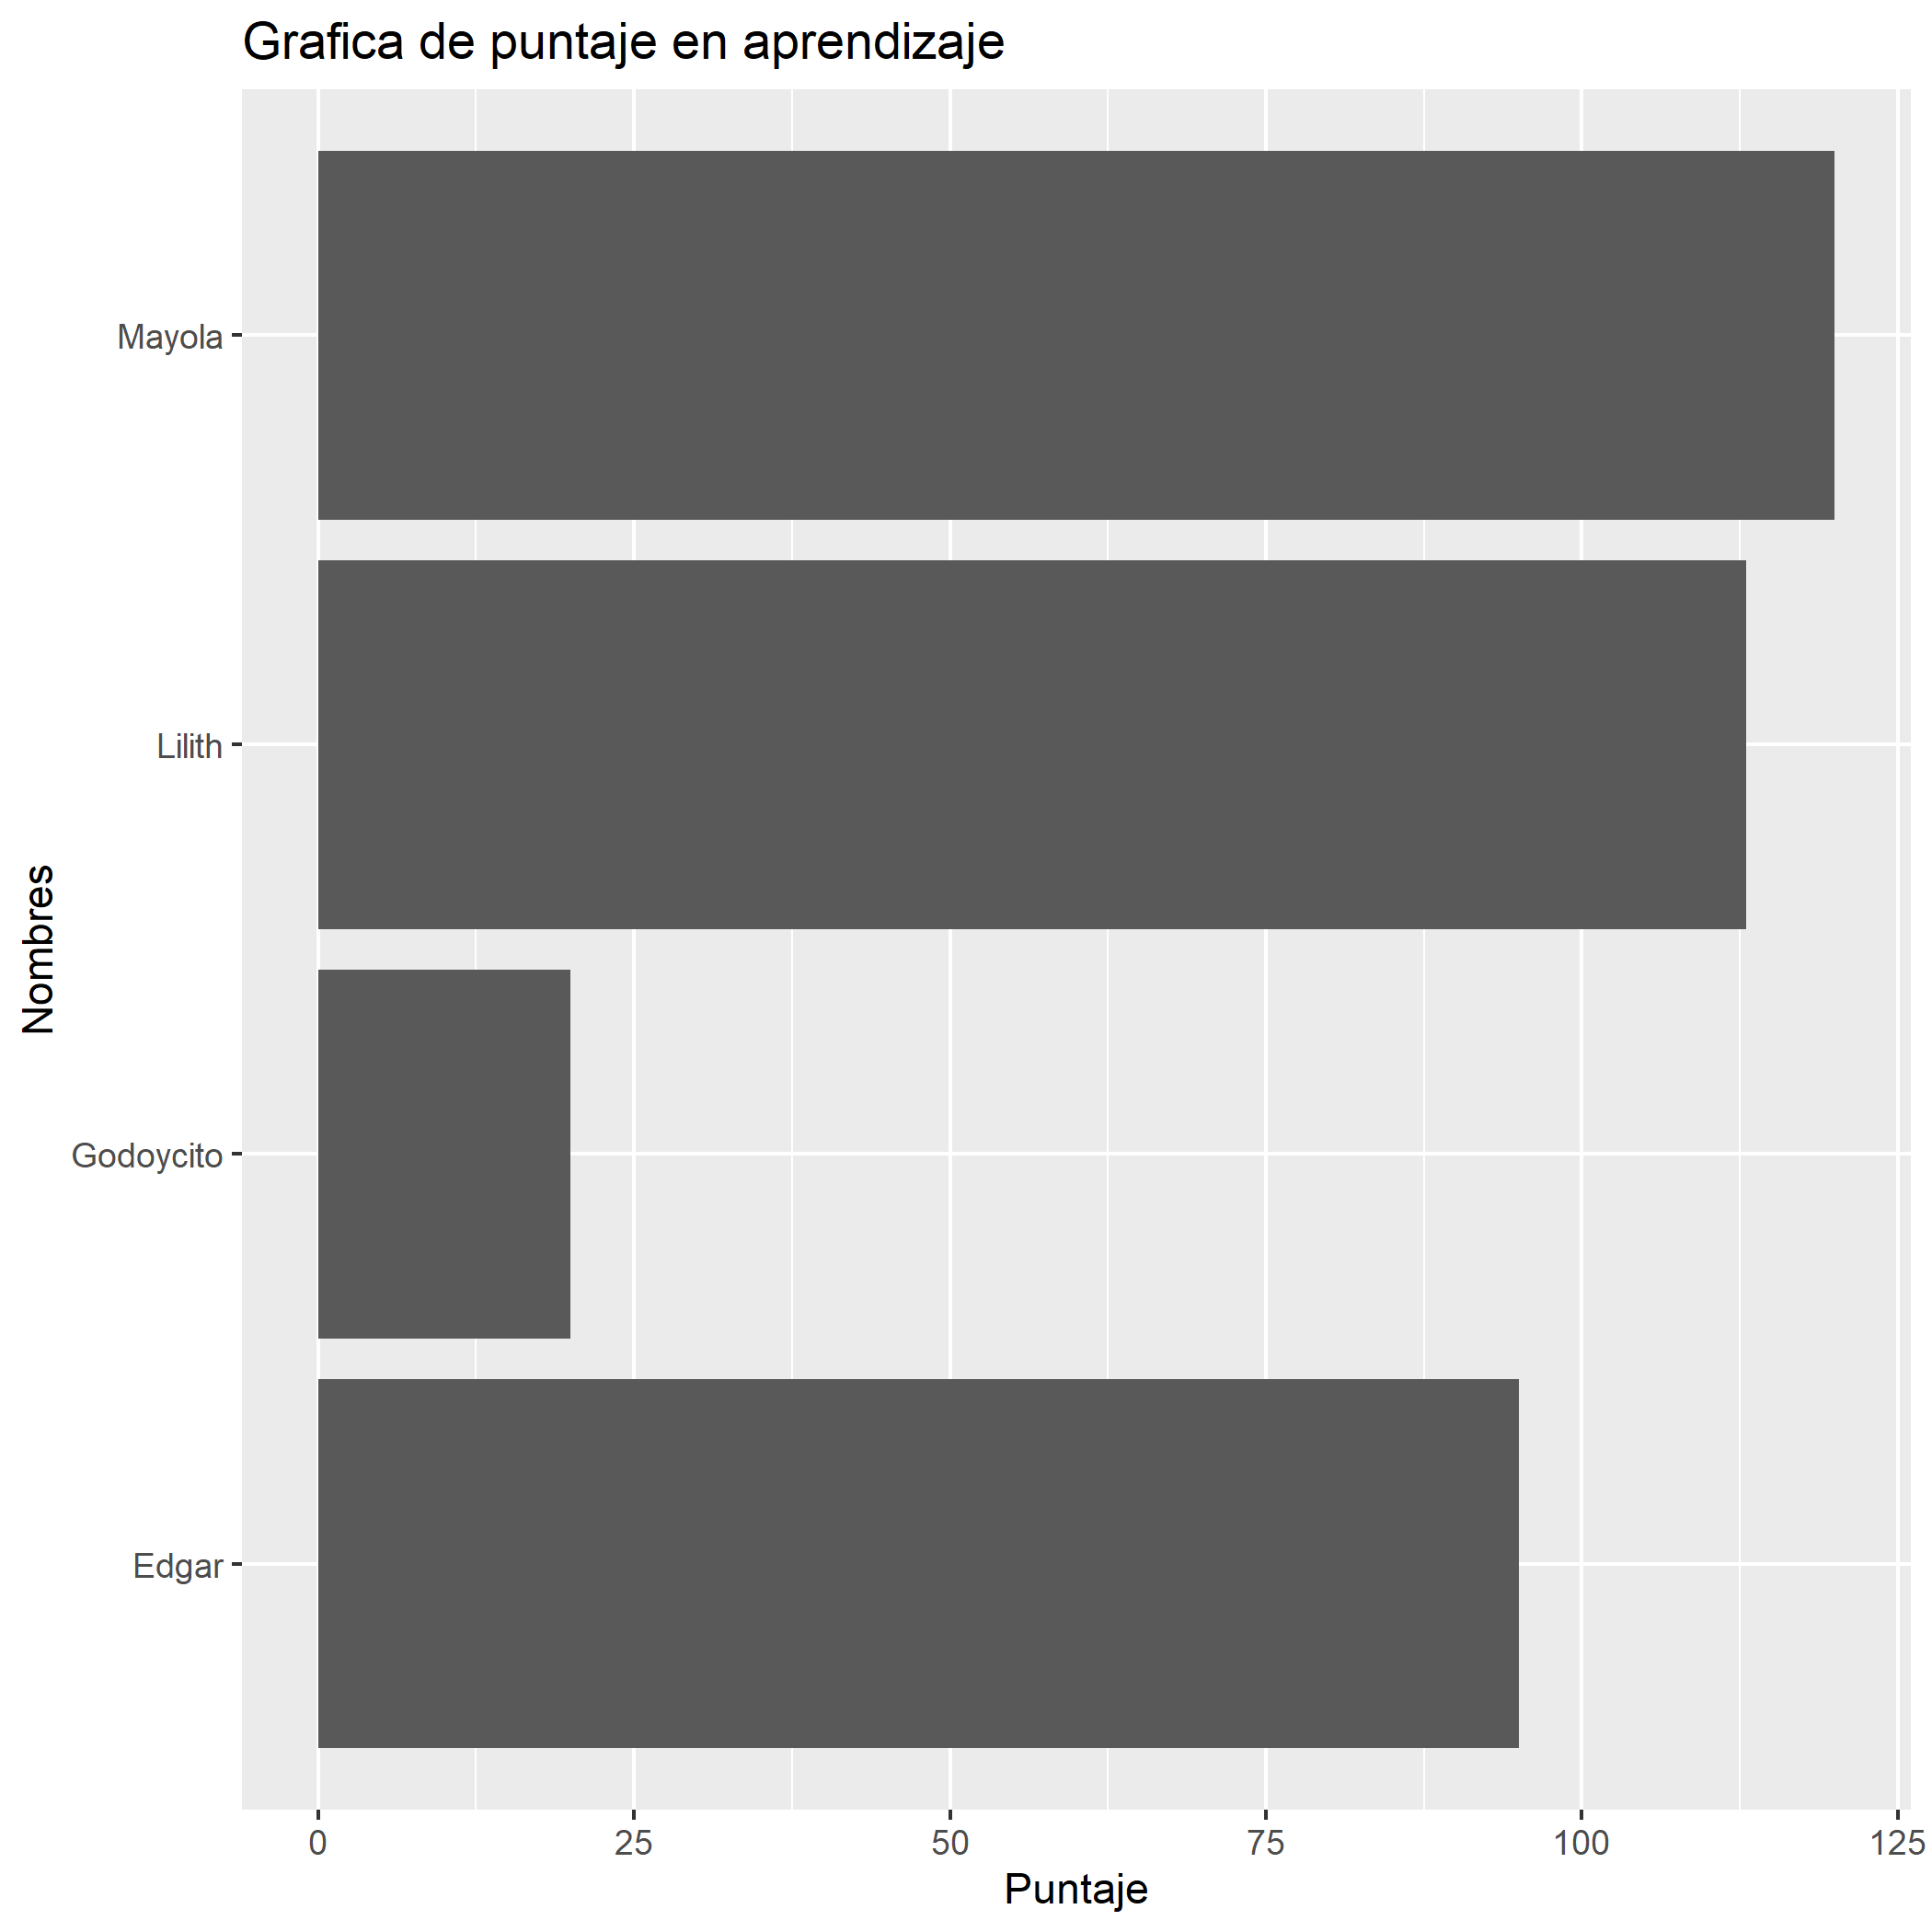 Grafica de puntaje en aprendizaje
Nombres
Mayola
Lilith
Godoycito
Edgar
0 25 50 75 100 125
Puntaje